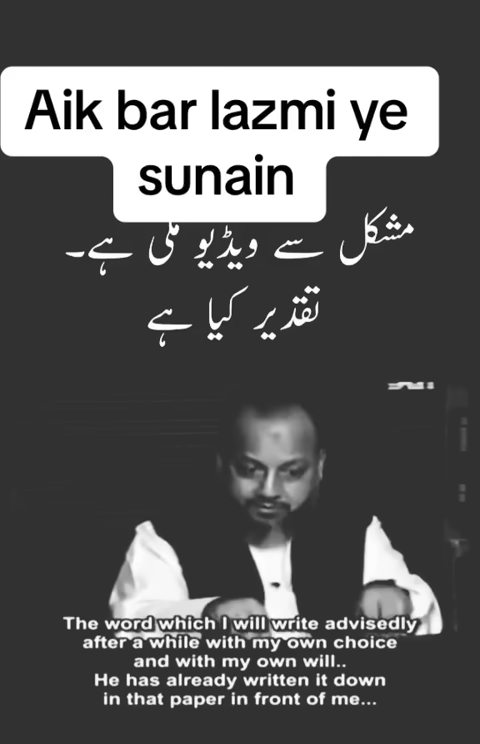 Aik bar lazmi ye
sunain
مشکل سے ویڈیو ملی ہے۔
تقدیر کیا ہے
The word which I will write advisedly
after a while with my own choice
and with my own will..
He has already written it down
in that paper in front of me...